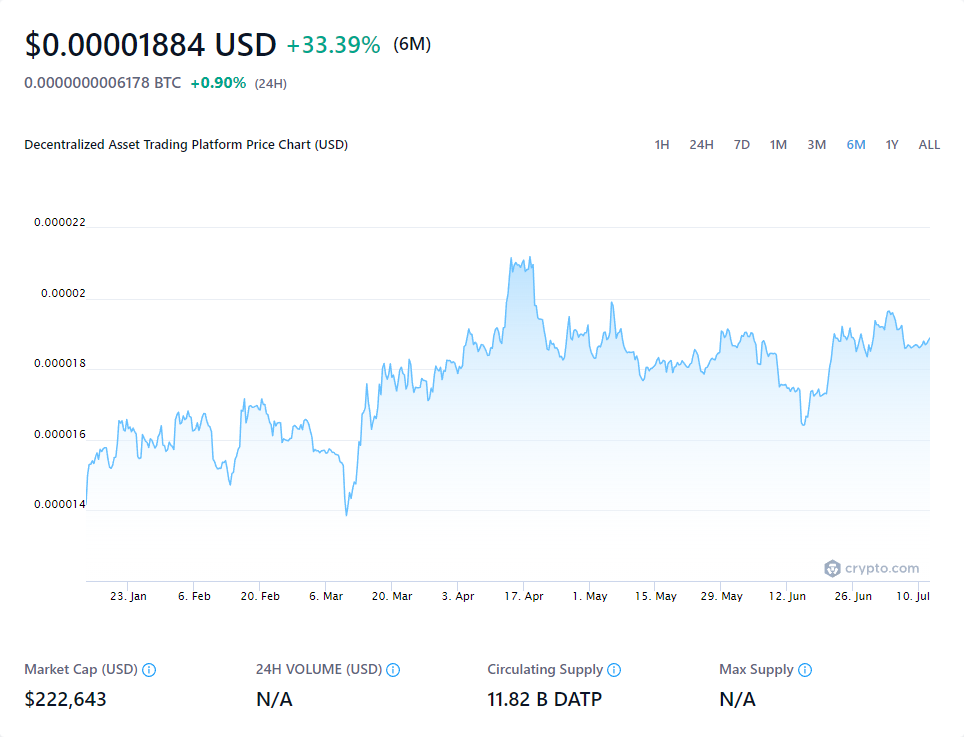 $0.00001884 USD +33.39% (6M)
0.0000000006178 BTC +0.90% (24H)
Decentralized Asset Trading Platform Price Chart (USD) 1H 24H 7D 1M 3M 6M 1Y ALL
0.000022
0.00002
0.000018
0.000016
0.000014
crypto.com
23. Jan 6. Feb 20. Feb 6. Mar 20. Mar 3. Apr 17. Apr 1. May 15. May 29. May 12. Jun 26. Jun 10. Jul
Market Cap (USD) 24H VOLUME (USD) Circulating Supply Max Supply
$222,643 N/A 11.82 B DATP N/A